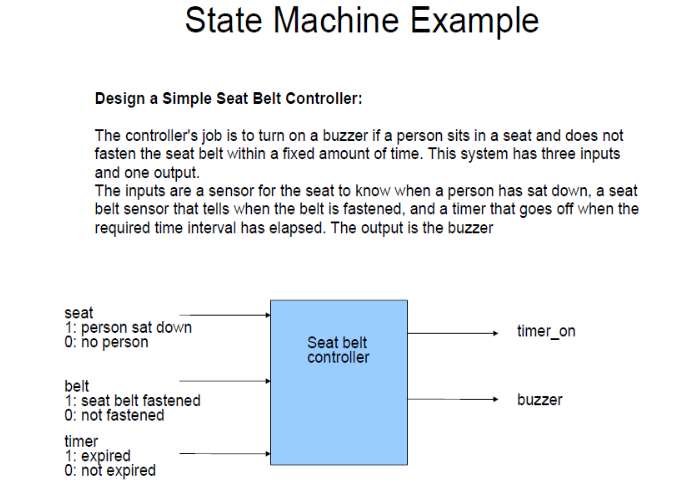 State Machine Example
Design a Simple Seat Belt Controller:
The controller's job is to turn on a buzzer if a person sits in a seat and does not
fasten the seat belt within a fixed amount of time. This system has three inputs
and one output.
The inputs are a sensor for the seat to know when a person has sat down, a seat
belt sensor that tells when the belt is fastened, and a timer that goes off when the
required time interval has elapsed. The output is the buzzer
seat
1: person sat down
0: no person
belt
1: seat belt fastened
0: not fastened
timer
1: expired
0: not expired
Seat belt
controller
timer_on
buzzer